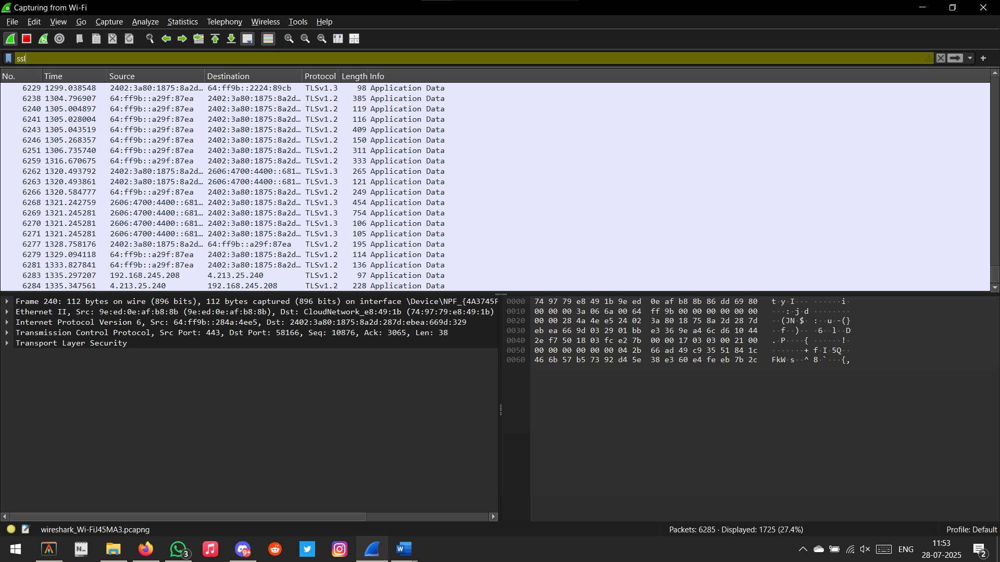 Capturing from Wi-Fi
File Edit View Go Capture Analyze Statistics Telephony Wireless Tools Help
ssl
No. Time Source Destination Protocol Length Info
6229 1299.038548 2402:3a80:1875:8a2d… 64:ff9b::2224:89cb TLSv1.3 98 Application Data
6238 1304.796907 64:ff9b::a29f:87ea 2402:3a80:1875:8a2d… TLSv1.2 385 Application Data
6240 1305.004897 64:ff9b::a29f:87ea 2402:3a80:1875:8a2d… TLSv1.2 119 Application Data
6241 1305.028004 64:ff9b::a29f:87ea 2402:3a80:1875:8a2d… TLSv1.2 116 Application Data
6243 1305.043519 64:ff9b::a29f:87ea 2402:3a80:1875:8a2d… TLSv1.2 409 Application Data
6246 1305.268357 64:ff9b::a29f:87ea 2402:3a80:1875:8a2d… TLSv1.2 150 Application Data
6251 1306.735740 64:ff9b::a29f:87ea 2402:3a80:1875:8a2d… TLSv1.2 311 Application Data
6259 1316.670675 64:ff9b::a29f:87ea 2402:3a80:1875:8a2d… TLSv1.2 333 Application Data
6262 1320.493792 2402:3a80:1875:8a2d… 2606:4700:4400::681… TLSv1.3 265 Application Data
6263 1320.493861 2402:3a80:1875:8a2d… 2606:4700:4400::681… TLSv1.3 121 Application Data
6266 1320.584777 64:ff9b::a29f:87ea 2402:3a80:1875:8a2d… TLSv1.2 249 Application Data
6268 1321.242759 2606:4700:4400::681… 2402:3a80:1875:8a2d… TLSv1.3 454 Application Data
6269 1321.245281 2606:4700:4400::681… 2402:3a80:1875:8a2d… TLSv1.3 754 Application Data
6270 1321.245281 2606:4700:4400::681… 2402:3a80:1875:8a2d… TLSv1.3 106 Application Data
6271 1321.245281 2606:4700:4400::681… 2402:3a80:1875:8a2d… TLSv1.3 105 Application Data
6277 1328.758176 2402:3a80:1875:8a2d… 64:ff9b::a29f:87ea TLSv1.2 195 Application Data
6279 1329.094118 64:ff9b::a29f:87ea 2402:3a80:1875:8a2d… TLSv1.2 114 Application Data
6281 1333.827841 64:ff9b::a29f:87ea 2402:3a80:1875:8a2d… TLSv1.2 136 Application Data
6283 1335.297207 192.168.245.208 4.213.25.240 TLSv1.2 97 Application Data
6284 1335.347561 4.213.25.240 192.168.245.208 TLSv1.2 228 Application Data
Frame 240: 112 bytes on wire (896 bits), 112 bytes captured (896 bits) on interface \Device\NPF_{4A3745F
Ethernet II, Src: 9e:ed:0e:af:b8:8b (9e:ed:0e:af:b8:8b), Dst: CloudNetwork_e8:49:1b (74:97:79:e8:49:1b)
Internet Protocol Version 6, Src: 64:ff9b::284a:4ee5, Dst: 2402:3a80:1875:8a2d:287d:ebea:669d:329
Transmission Control Protocol, Src Port: 443, Dst Port: 58166, Seq: 10876, Ack: 3065, Len: 38
Transport Layer Security
0000 74 97 79 e8 49 1b 9e ed 0e af b8 8b 86 dd 69 80 t·y·I··· ······i·
0010 00 00 00 3a 06 6a 00 64 ff 9b 00 00 00 00 00 00 ···:·j·d ········
0020 00 00 28 4a 4e e5 24 02 3a 80 18 75 8a 2d 28 7d ··(JN·$· :··u·-(}
0030 eb ea 66 9d 03 29 01 bb e3 36 9e a4 6c d6 10 44 ··f··)·· ·6··l··D
0040 2e f7 50 18 03 fc e2 7b 00 00 17 03 03 00 21 00 .·P····{ ······!·
0050 00 00 00 00 00 00 04 2b 66 ad 49 c9 35 51 84 1c ·······+ f·I·5Q··
0060 46 6b 57 b5 73 92 d4 5e 38 e3 60 e4 fe eb 7b 2c FkW·s··^ 8·`···{,
wireshark_Wi-FiJ45MA3.pcapng
Packets: 6285 · Displayed: 1725 (27.4%)
Profile: Default
N_
3
9+
W
ENG
11:53
28-07-2025
2